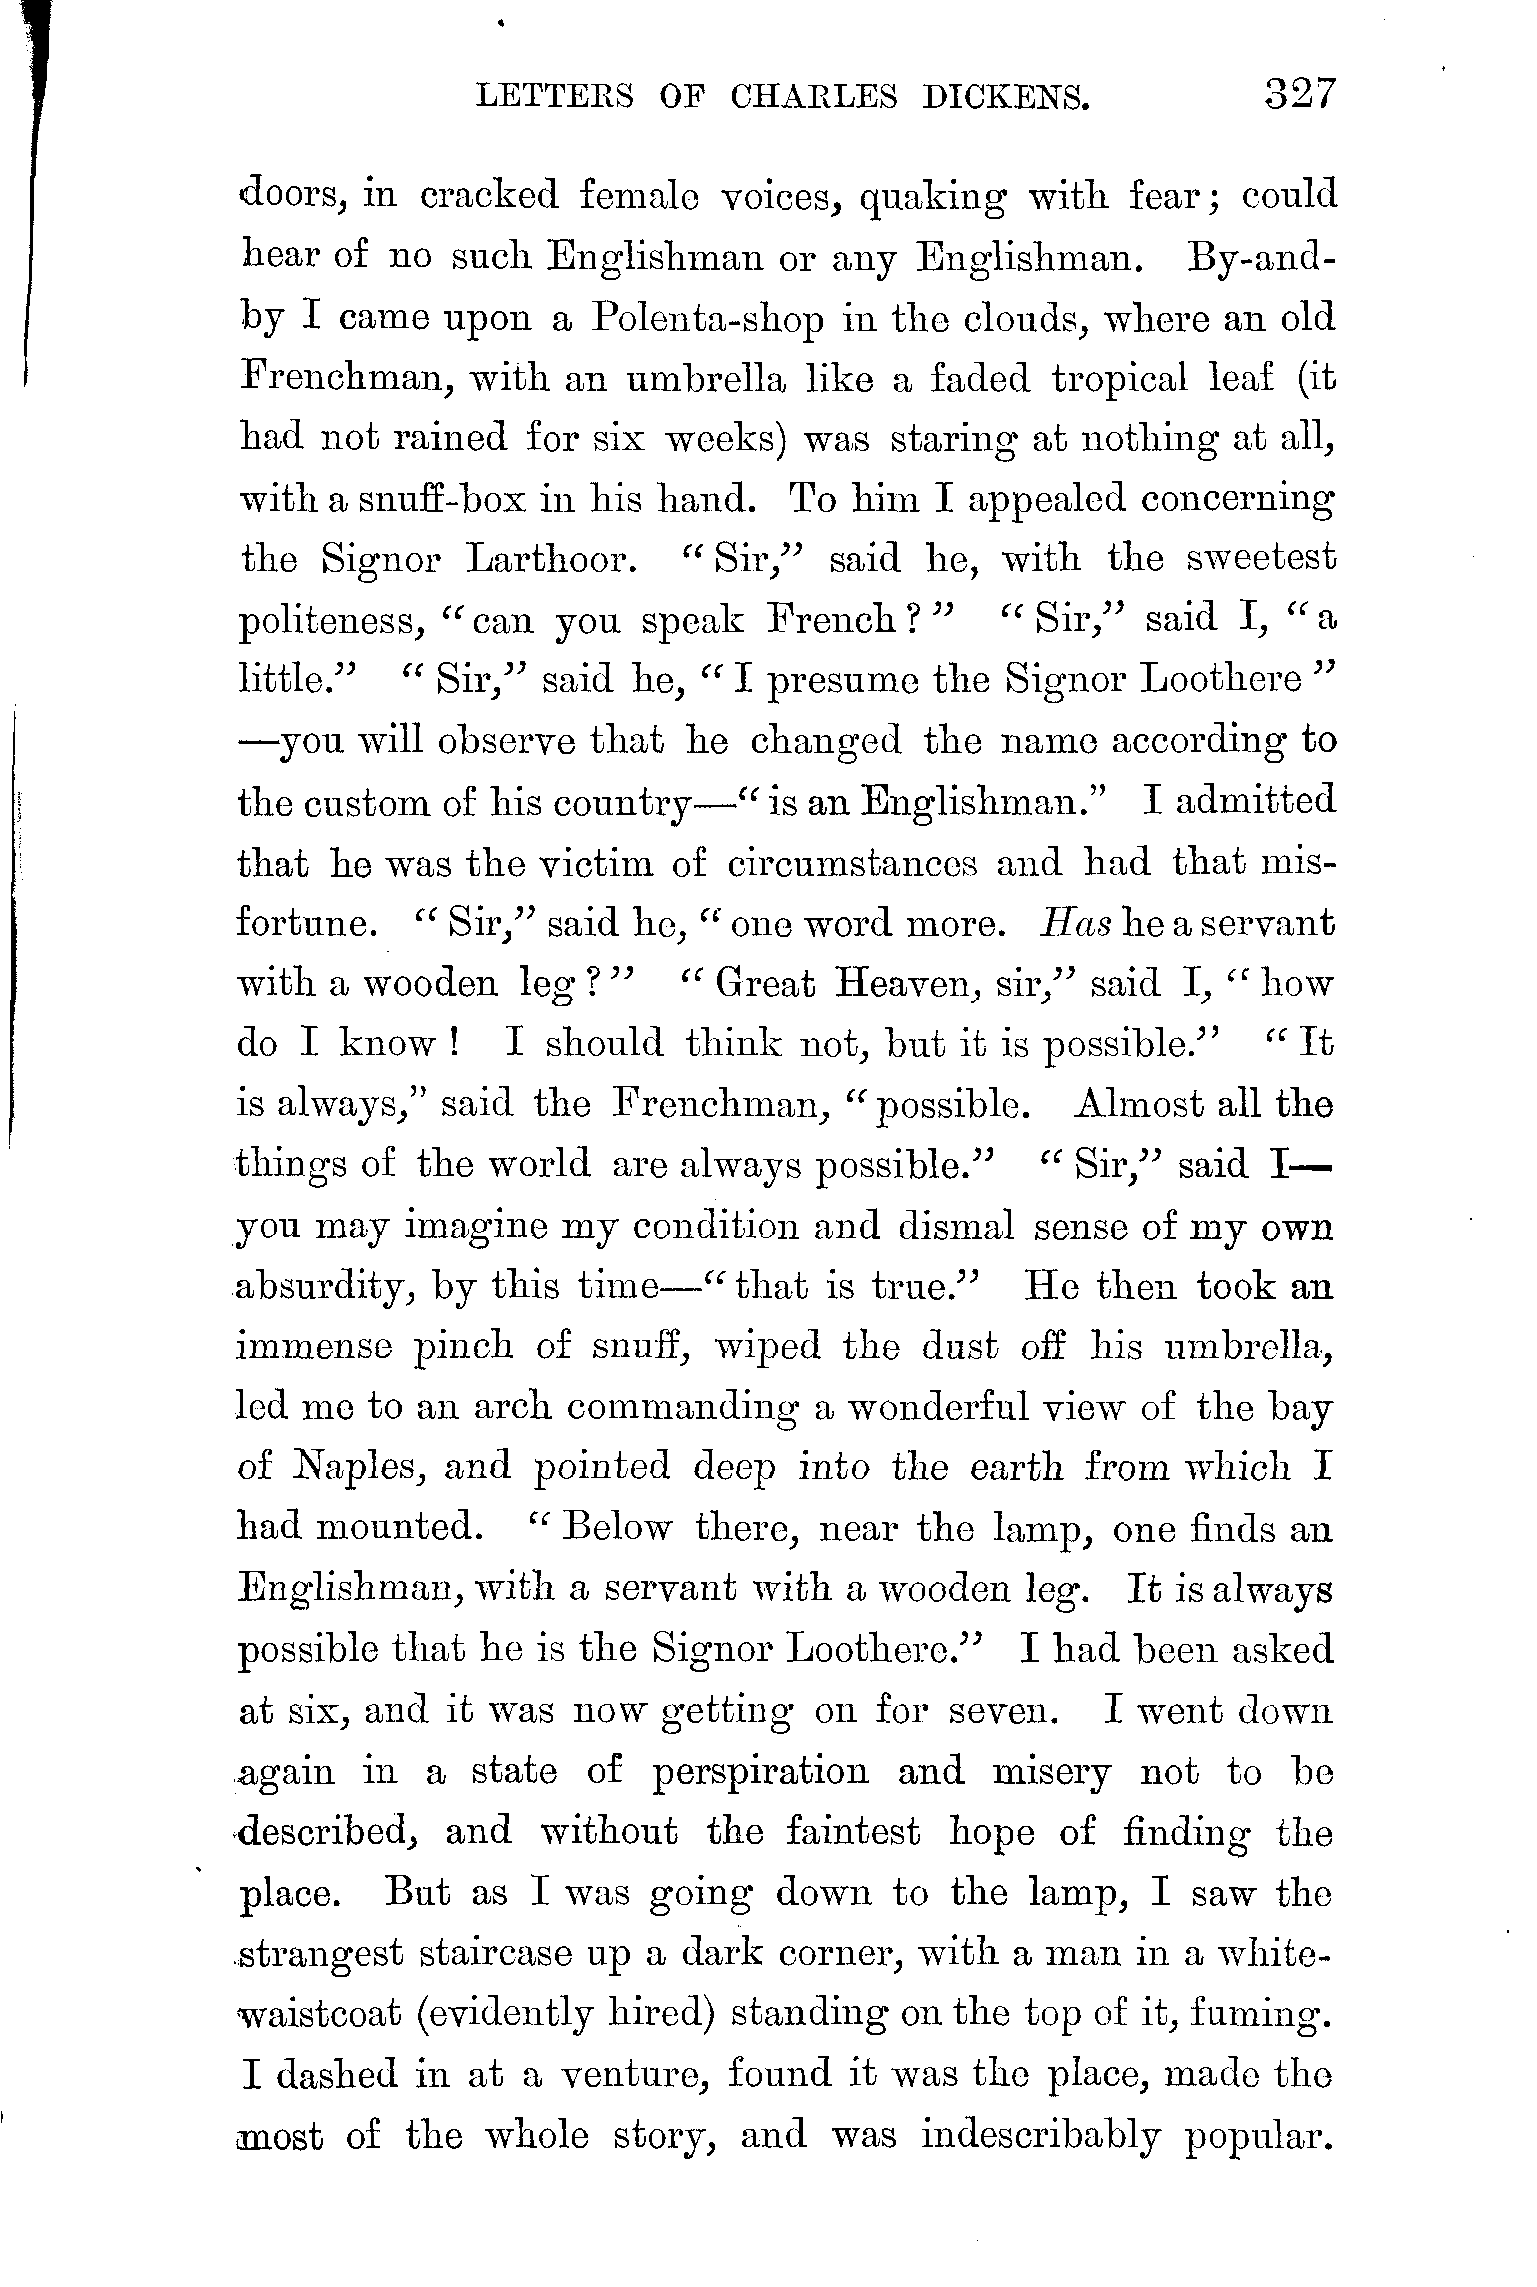 LETTERS OF CHARLES DICKENS. 327
doors, in cracked female voices, quaking with fear; could
hear of no such Englishman or any Englishman. By-and-
by I came upon a Polenta-shop in the clouds, where an old
Frenchman, with an umbrella like a faded tropical leaf (it
had not rained for six weeks) was staring at nothing at all,
with a snuff-box in his hand. To him I appealed concerning
the Signor Larthoor. “Sir,” said he, with the sweetest
politeness, “can you speak French?” “Sir,” said I, “a
little.” “Sir,” said he, “I presume the Signor Loothere”
—you will observe that he changed the name according to
the custom of his country—“is an Englishman.” I admitted
that he was the victim of circumstances and had that mis-
fortune. “Sir,” said he, “one word more. Has he a servant
with a wooden leg?” “Great Heaven, sir,” said I, “how
do I know! I should think not, but it is possible.” “It
is always,” said the Frenchman, “possible. Almost all the
things of the world are always possible.” “Sir,” said I—
you may imagine my condition and dismal sense of my own
absurdity, by this time—“that is true.” He then took an
immense pinch of snuff, wiped the dust off his umbrella,
led me to an arch commanding a wonderful view of the bay
of Naples, and pointed deep into the earth from which I
had mounted. “Below there, near the lamp, one finds an
Englishman, with a servant with a wooden leg. It is always
possible that he is the Signor Loothere.” I had been asked
at six, and it was now getting on for seven. I went down
again in a state of perspiration and misery not to be
described, and without the faintest hope of finding the
place. But as I was going down to the lamp, I saw the
strangest staircase up a dark corner, with a man in a white-
waistcoat (evidently hired) standing on the top of it, fuming.
I dashed in at a venture, found it was the place, made the
most of the whole story, and was indescribably popular.